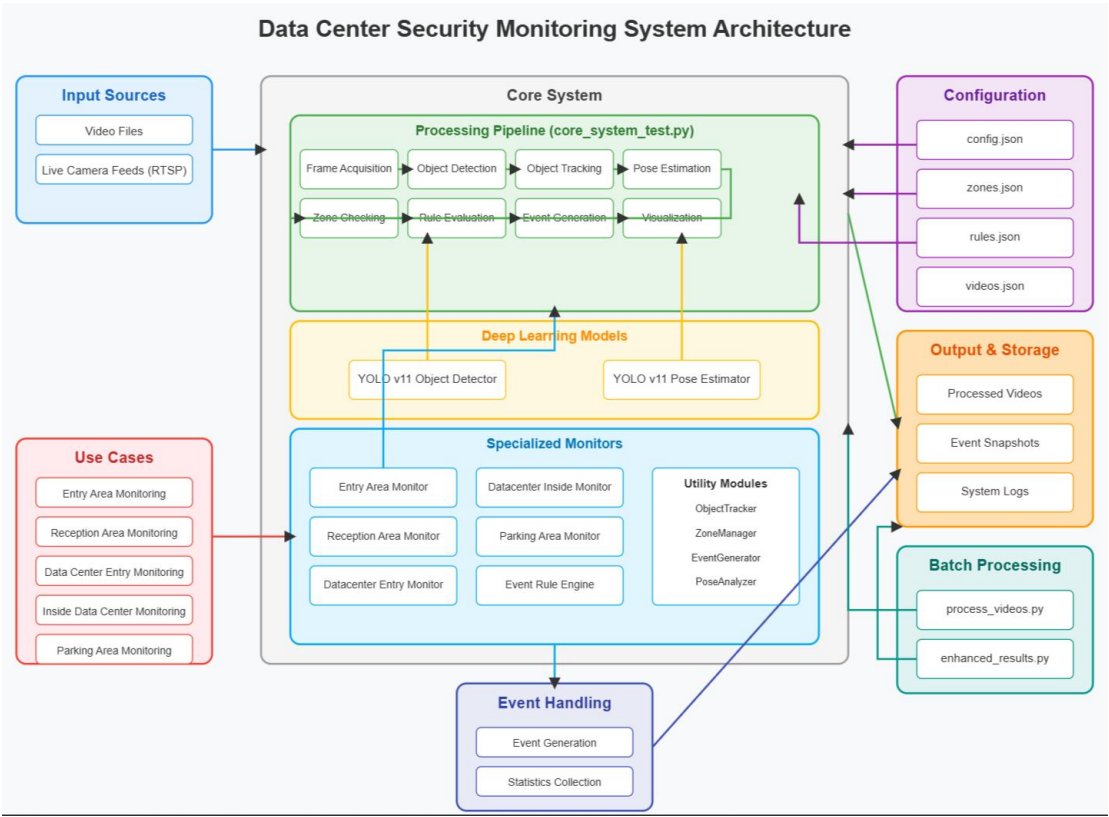 Data Center Security Monitoring System Architecture
Input Sources
Video Files
Live Camera Feeds (RTSP)
Core System
Processing Pipeline (core_system_test.py)
Frame Acquisition
Object Detection
Object Tracking
Pose Estimation
Zone Checking
Rule Evaluation
Event Generation
Visualization
Deep Learning Models
YOLO v11 Object Detector
YOLO v11 Pose Estimator
Specialized Monitors
Entry Area Monitor
Datacenter Inside Monitor
Reception Area Monitor
Parking Area Monitor
Datacenter Entry Monitor
Event Rule Engine
Utility Modules
ObjectTracker
ZoneManager
EventGenerator
PoseAnalyzer
Configuration
config.json
zones.json
rules.json
videos.json
Output & Storage
Processed Videos
Event Snapshots
System Logs
Use Cases
Entry Area Monitoring
Reception Area Monitoring
Data Center Entry Monitoring
Inside Data Center Monitoring
Parking Area Monitoring
Batch Processing
process_videos.py
enhanced_results.py
Event Handling
Event Generation
Statistics Collection